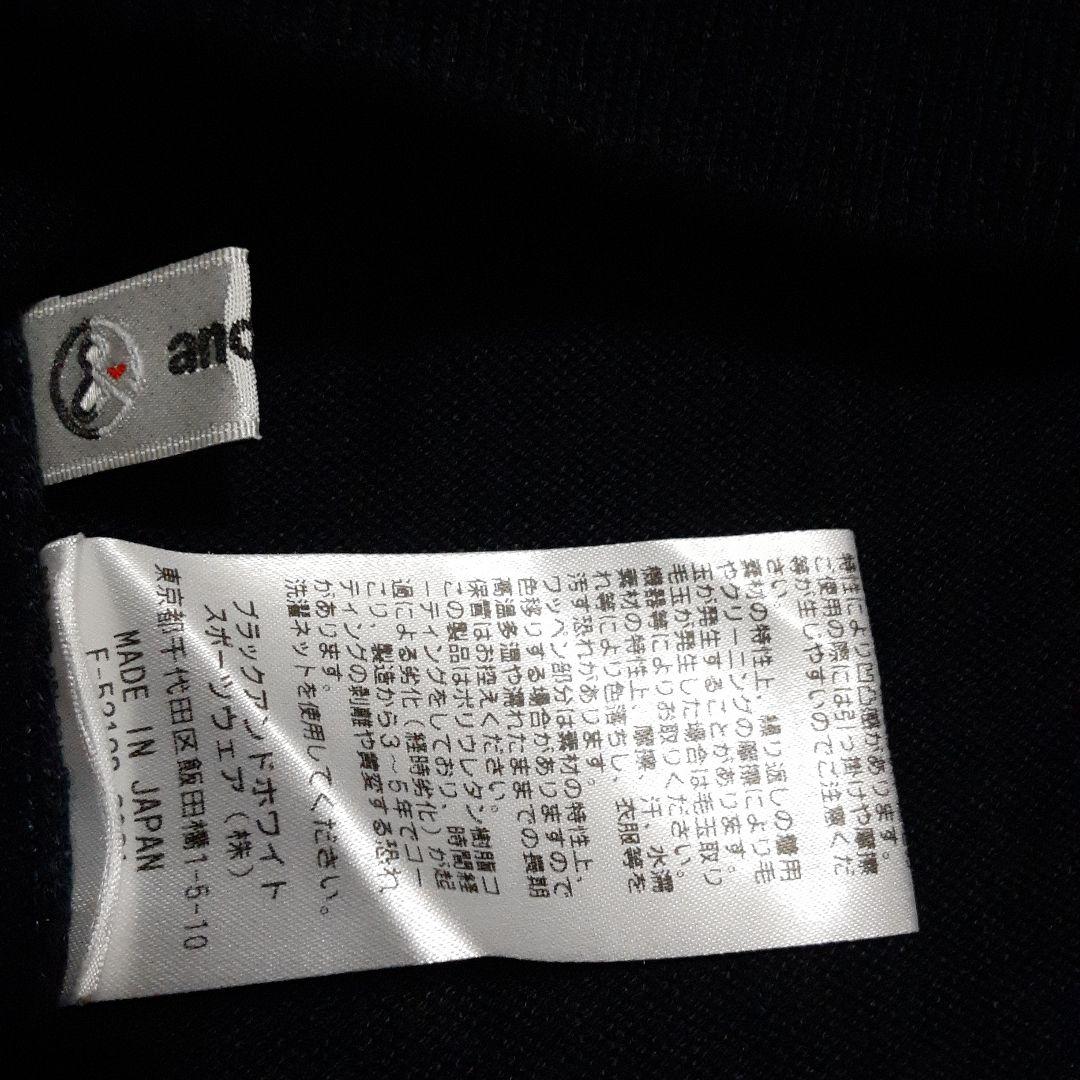 and
特性により凹凸感があります。
ご使用の際には引っ掛けや摩擦
等が生じやすいのでご注意くだ
さい。
素材の特性上、繰り返しの着用
やクリーニングの摩擦により毛
玉が発生することがあります。
毛玉が発生した場合は毛玉取り
機器等によりお取りください。
素材の特性上、摩擦、汗、水濡
れ等により色落ちし、衣服等を
汚す恐れがあります。
ワッペン部分は素材の特性上、
色移りする場合がありますので
高温多湿や濡れたままでの長期
保管はお控えください。
この製品はポリウレタン樹脂コ
ーティングをしており、時間経
過による劣化(経時劣化)が起
こり、製造から3~5年でコー
ティングの剥離や質変する恐れ
があります。
洗濯ネットを使用してください。
ブラックアンドホワイト
スポーツウェア(株)
東京都千代田区飯田橋1-5-10
MADE IN JAPAN